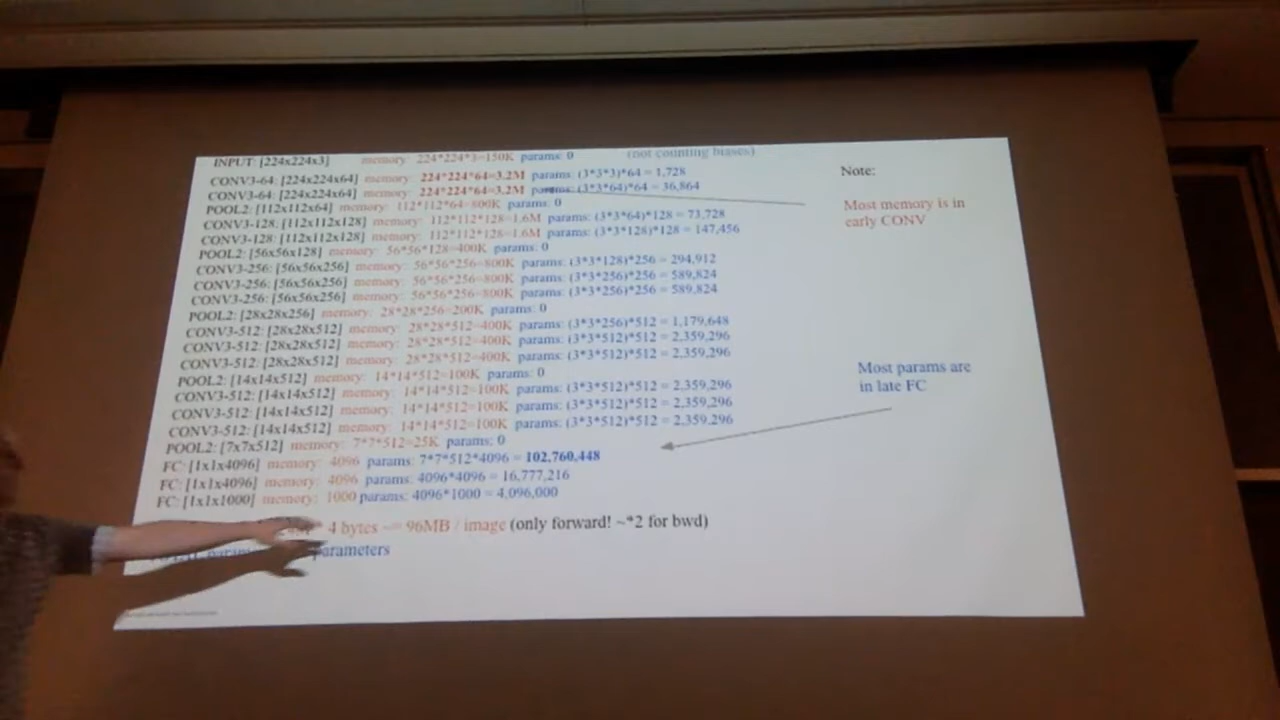 INPUT: [224x224x3] memory: 224*224*3=150K params: 0 (not counting biases)
CONV3-64: [224x224x64] memory: 224*224*64=3.2M params: (3*3*3)*64 = 1,728
CONV3-64: [224x224x64] memory: 224*224*64=3.2M params: (3*3*64)*64 = 36,864
POOL2: [112x112x64] memory: 112*112*64=800K params: 0
CONV3-128: [112x112x128] memory: 112*112*128=1.6M params: (3*3*64)*128 = 73,728
CONV3-128: [112x112x128] memory: 112*112*128=1.6M params: (3*3*128)*128 = 147,456
POOL2: [56x56x128] memory: 56*56*128=400K params: 0
CONV3-256: [56x56x256] memory: 56*56*256=800K params: (3*3*128)*256 = 294,912
CONV3-256: [56x56x256] memory: 56*56*256=800K params: (3*3*256)*256 = 589,824
CONV3-256: [56x56x256] memory: 56*56*256=800K params: (3*3*256)*256 = 589,824
POOL2: [28x28x256] memory: 28*28*256=200K params: 0
CONV3-512: [28x28x512] memory: 28*28*512=400K params: (3*3*256)*512 = 1,179,648
CONV3-512: [28x28x512] memory: 28*28*512=400K params: (3*3*512)*512 = 2,359,296
CONV3-512: [28x28x512] memory: 28*28*512=400K params: (3*3*512)*512 = 2,359,296
POOL2: [14x14x512] memory: 14*14*512=100K params: 0
CONV3-512: [14x14x512] memory: 14*14*512=100K params: (3*3*512)*512 = 2,359,296
CONV3-512: [14x14x512] memory: 14*14*512=100K params: (3*3*512)*512 = 2,359,296
CONV3-512: [14x14x512] memory: 14*14*512=100K params: (3*3*512)*512 = 2,359,296
POOL2: [7x7x512] memory: 7*7*512=25K params: 0
FC: [1x1x4096] memory: 4096 params: 7*7*512*4096 = 102,760,448
FC: [1x1x4096] memory: 4096 params: 4096*4096 = 16,777,216
FC: [1x1x1000] memory: 1000 params: 4096*1000 = 4,096,000
* 4 bytes ~= 96MB / image (only forward! ~*2 for bwd)
parameters
Note:
Most memory is in
early CONV
Most params are
in late FC